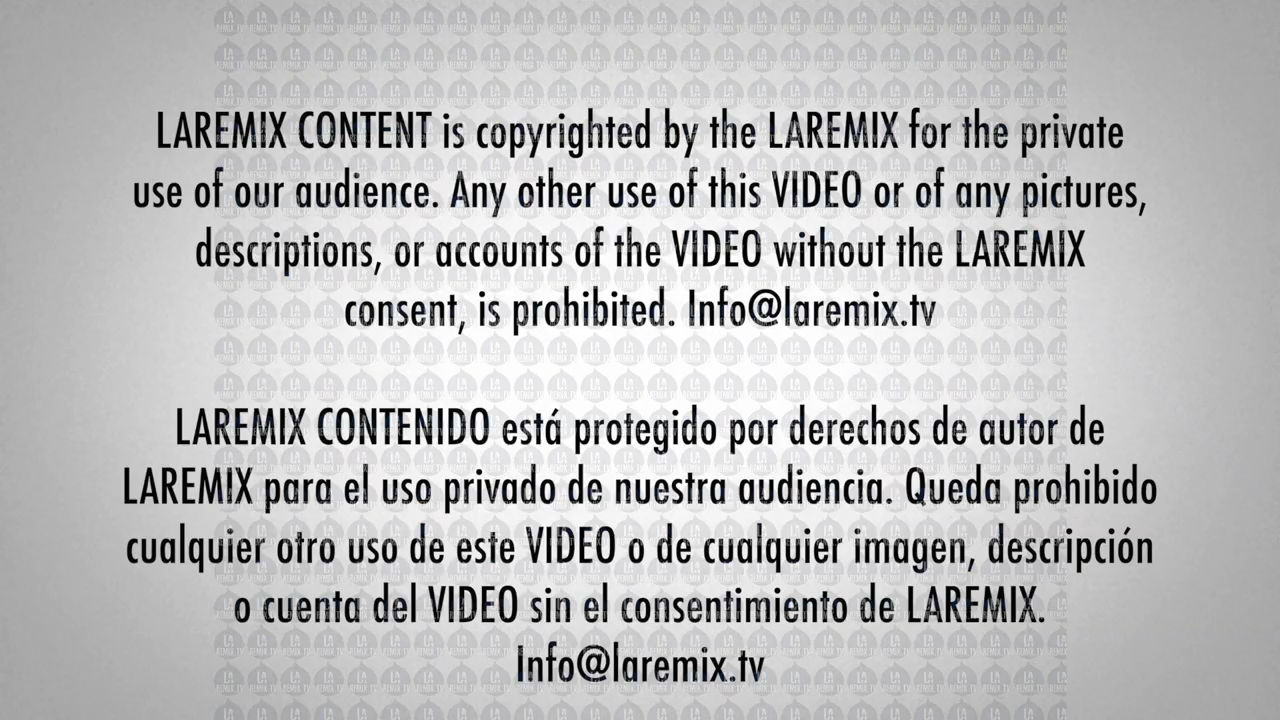 LAREMIX CONTENT is copyrighted by the LAREMIX for the private
use of our audience. Any other use of this VIDEO or of any pictures,
descriptions, or accounts of the VIDEO without the LAREMIX
consent, is prohibited. Info@laremix.tv
LAREMIX CONTENIDO está protegido por derechos de autor de
LAREMIX para el uso privado de nuestra audiencia. Queda prohibido
cualquier otro uso de este VIDEO o de cualquier imagen, descripción
o cuenta del VIDEO sin el consentimiento de LAREMIX.
Info@laremix.tv